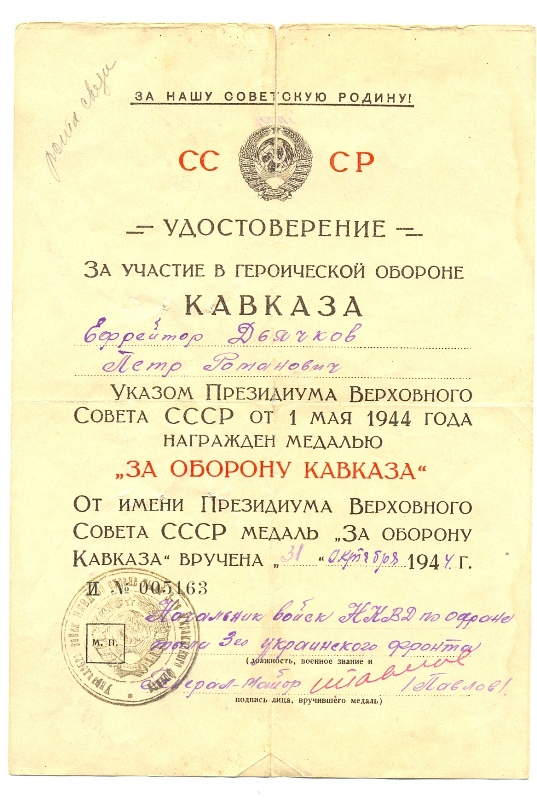 ЗА НАШУ СОВЕТСКУЮ РОДИНУ!
СС СР
УДОСТОВЕРЕНИЕ
ЗА УЧАСТИЕ В ГЕРОИЧЕСКОЙ ОБОРОНЕ
КАВКАЗА
Ефрейтор Дьячков
Петр Романович
УКАЗОМ ПРЕЗИДИУМА ВЕРХОВНОГО
СОВЕТА СССР ОТ 1 МАЯ 1944 ГОДА
НАГРАЖДЕН МЕДАЛЬЮ
„ЗА ОБОРОНУ КАВКАЗА“
ОТ ИМЕНИ ПРЕЗИДИУМА ВЕРХОВНОГО
СОВЕТА СССР МЕДАЛЬ „ЗА ОБОРОНУ
КАВКАЗА“ ВРУЧЕНА „31“ октября 1944 г.
И № 005163
Начальник войск НКВД по охране
М. П.
тыла 3го украинского фронта
(должность, военное звание и
генерал-майор /Павлов/
подпись лица, вручившего медаль)